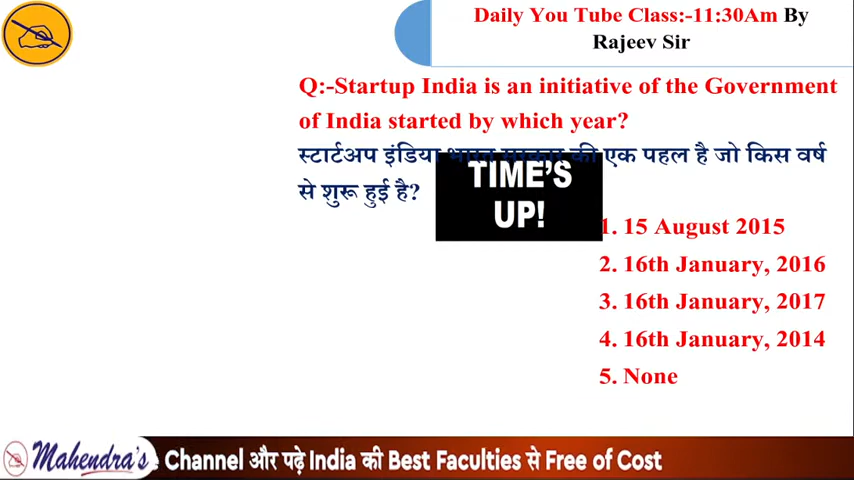 Daily You Tube Class:-11:30Am By
Rajeev Sir
Q:-Startup India is an initiative of the Government
of India started by which year?
स्टार्टअप इंडिया भारत सरकार की एक पहल है जो किस वर्ष
से शुरू हुई है?
TIME'S
UP!
1. 15 August 2015
2. 16th January, 2016
3. 16th January, 2017
4. 16th January, 2014
5. None
Mahendra's Channel और पढ़े India की Best Faculties से Free of Cost